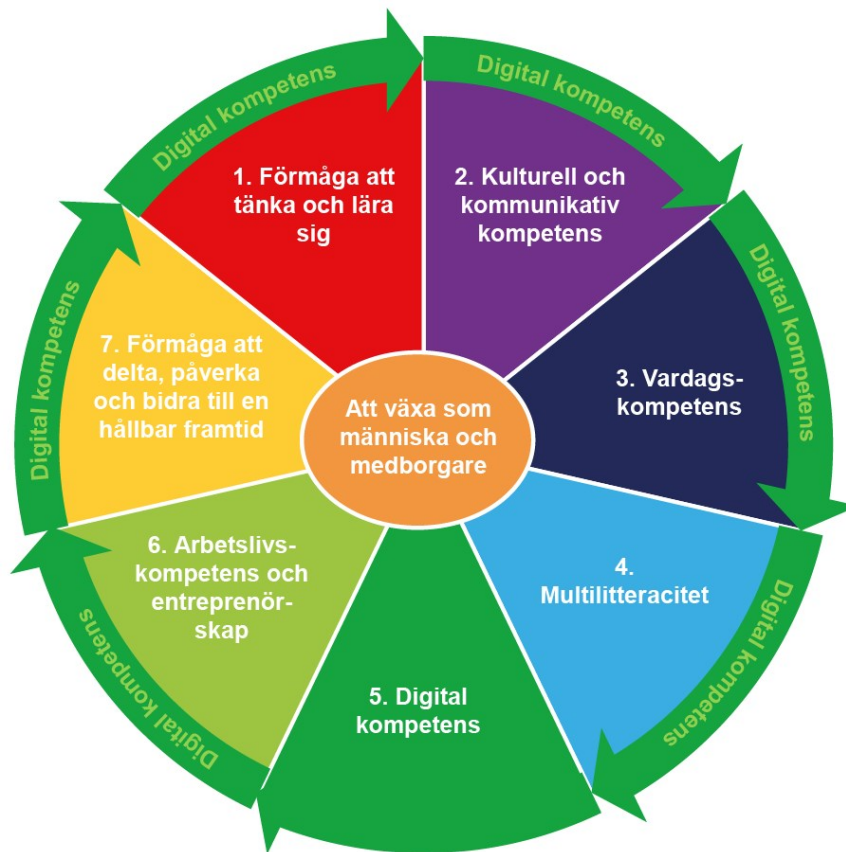 Digital kompetens
Digital kompetens
1. Förmåga att
tänka och lära
sig
2. Kulturell och
kommunikativ
kompetens
Digital kompetens
3. Vardags-
kompetens
Digital kompetens
7. Förmåga att
delta, påverka
och bidra till en
hållbar framtid
Att växa som
människa och
medborgare
4.
Multilitteracitet
Digital kompetens
6. Arbetslivs-
kompetens och
entreprenör-
skap
Digital kompetens
5. Digital
kompetens